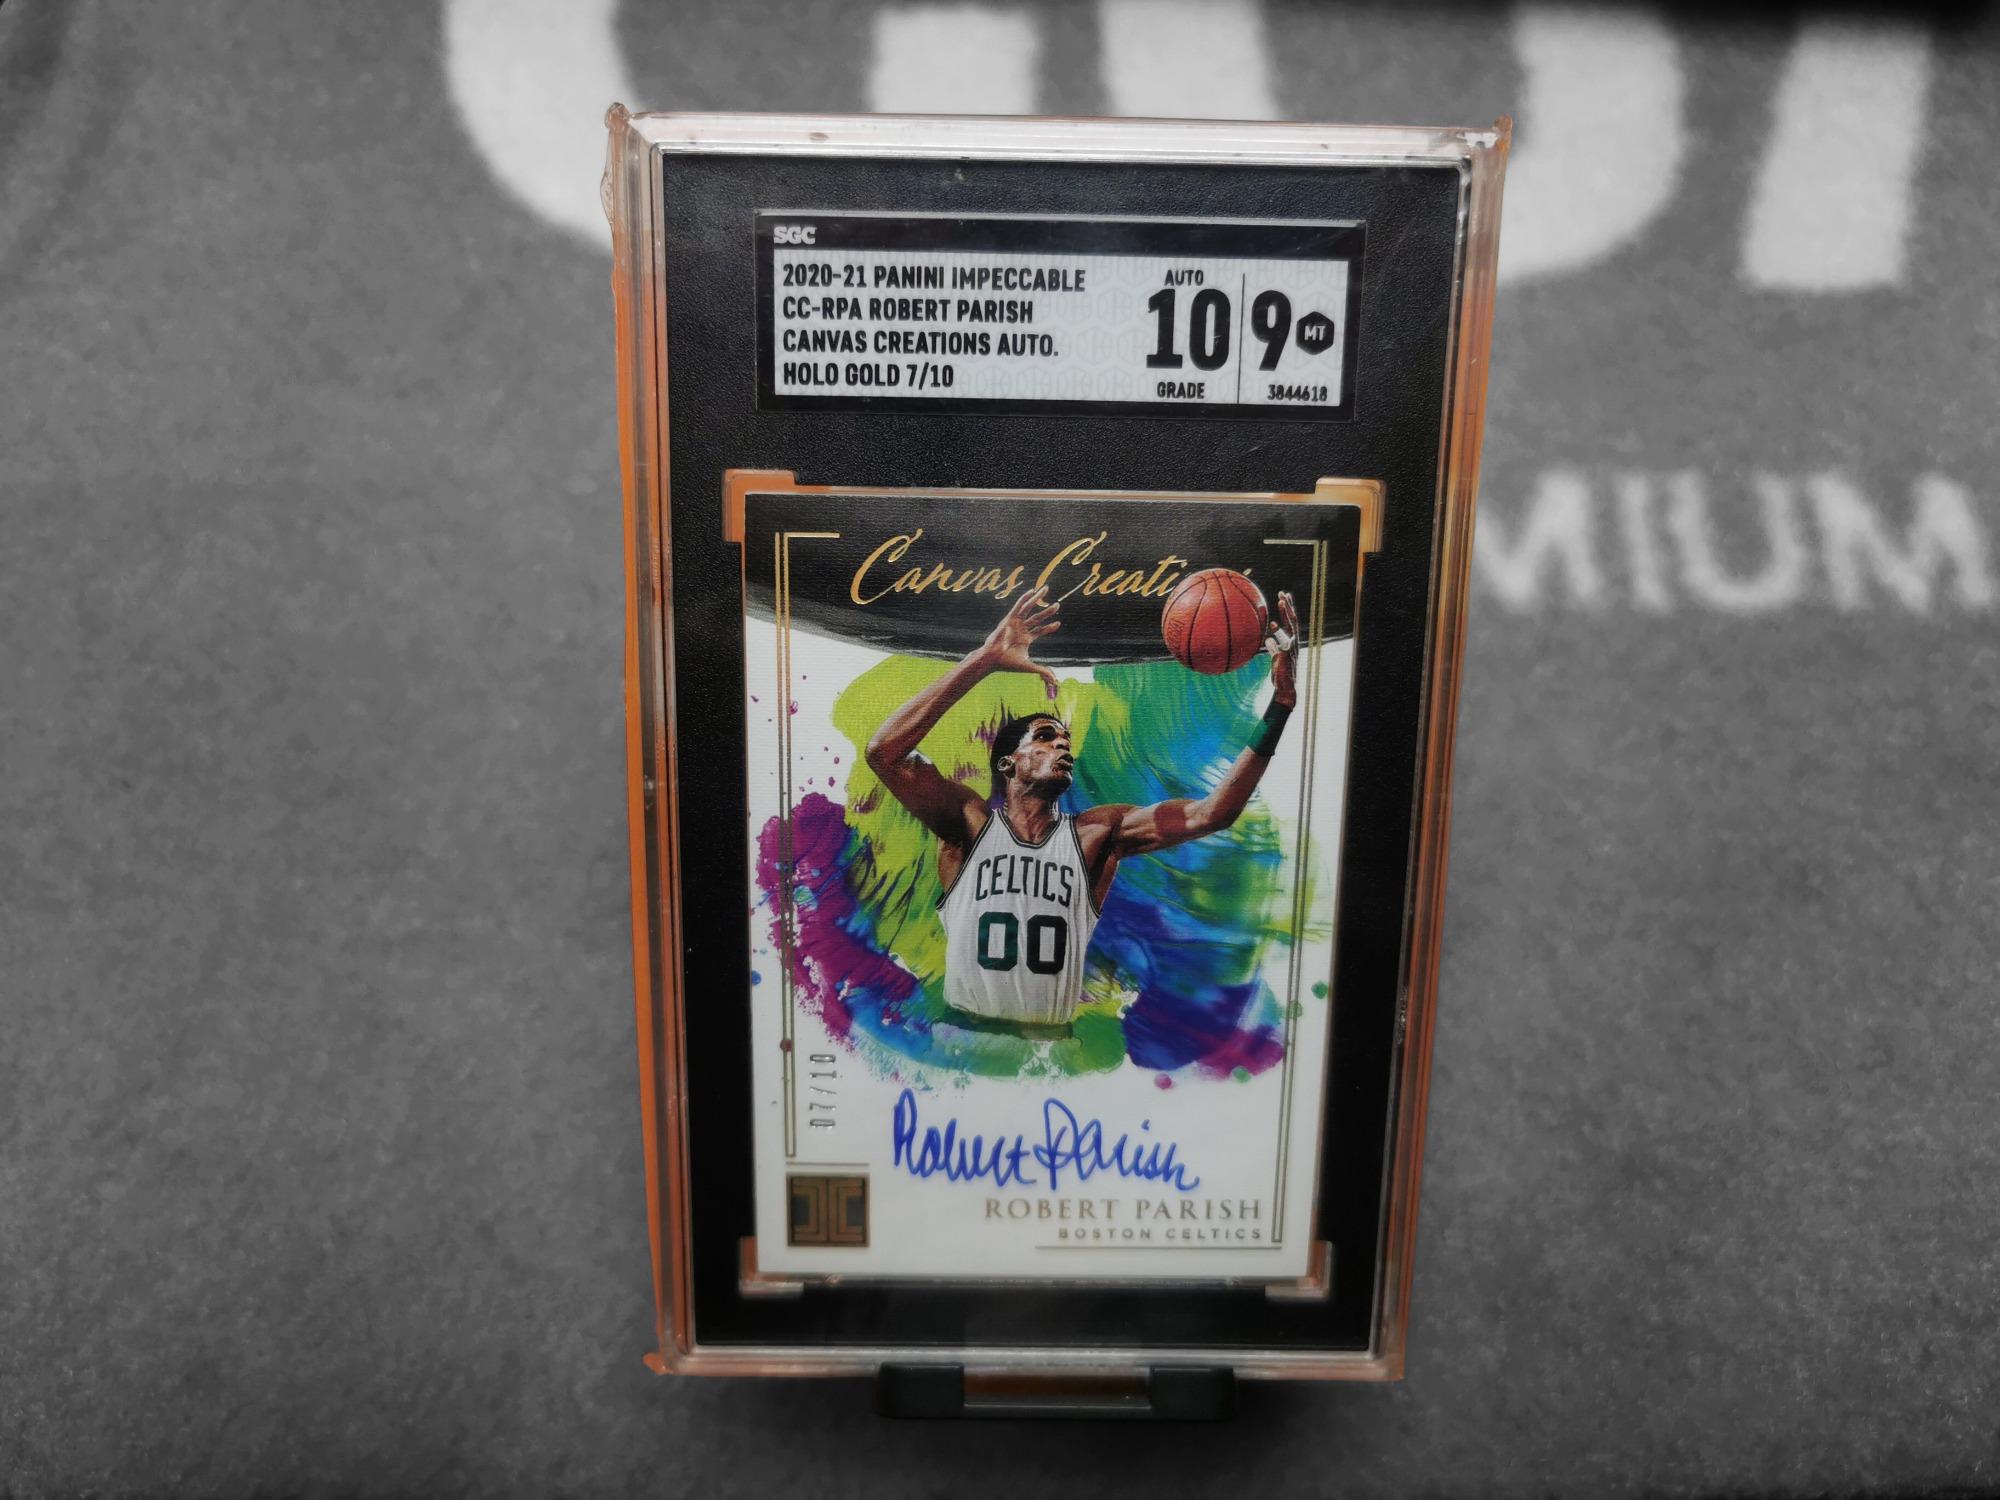 SGC
2020-21 PANINI IMPECCABLE
CC-RPA ROBERT PARISH
CANVAS CREATIONS AUTO.
HOLO GOLD 7/10
AUTO
10
GRADE
9 MT
3844618
Canvas Creati
CELTICS
00
07/10
Robert Parish
ROBERT PARISH
BOSTON CELTICS
MIUM